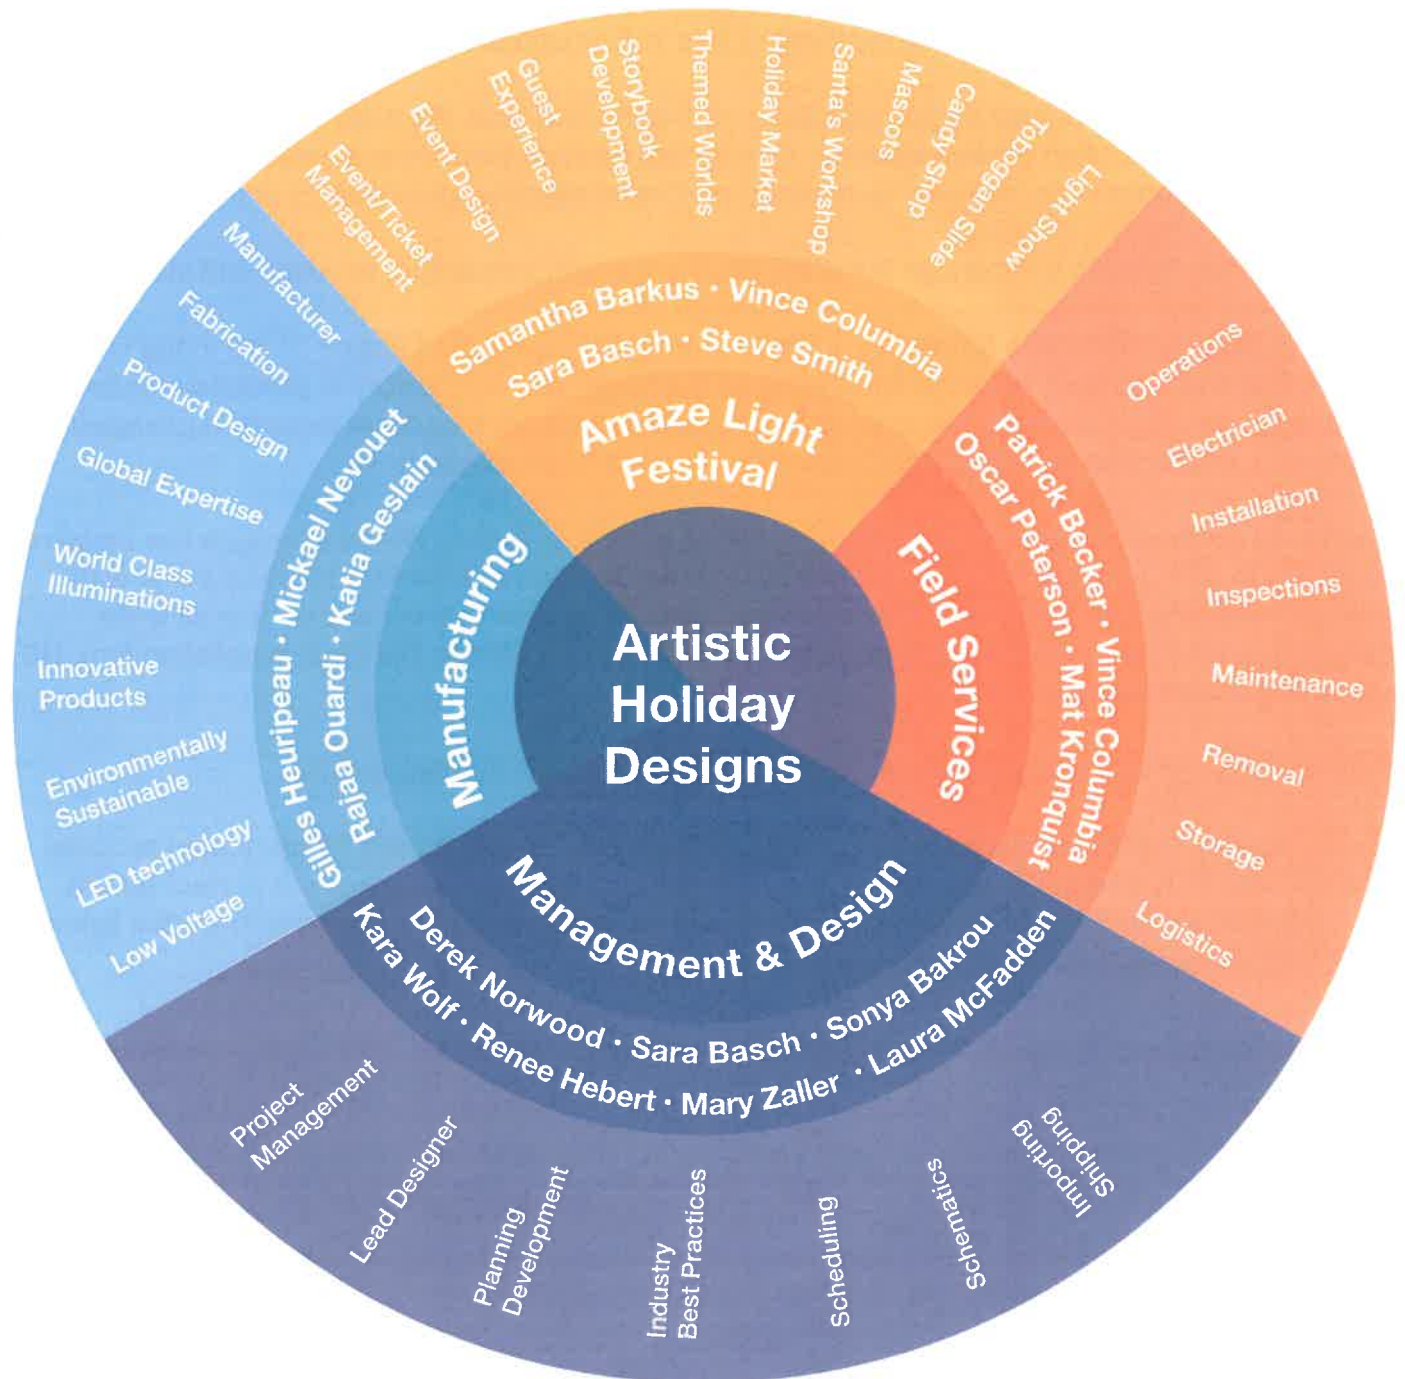 Artistic
Holiday
Designs
Amaze Light
Festival
Samantha Barkus · Vince Columbia
Sara Basch · Steve Smith
Event/Ticket
Management
Event Design
Guest
Experience
Storybook
Development
Themed Worlds
Holiday Market
Santa's Workshop
Mascots
Candy Shop
Toboggan Slide
Light Show
Field Services
Patrick Becker · Vince Columbia
Oscar Peterson · Mat Kronquist
Operations
Electrician
Installation
Inspections
Maintenance
Removal
Storage
Logistics
Management & Design
Derek Norwood · Sara Basch · Sonya Bakrou
Kara Wolf · Renee Hebert · Mary Zaller · Laura McFadden
Project
Management
Lead Designer
Planning
Development
Industry
Best Practices
Scheduling
Schematics
Importing
Shipping
Manufacturing
Gilles Heuripeau · Mickael Nevouet
Rajaa Ouardi · Katia Geslain
Manufacturer
Fabrication
Product Design
Global Expertise
World Class
Illuminations
Innovative
Products
Environmentally
Sustainable
LED technology
Low Voltage